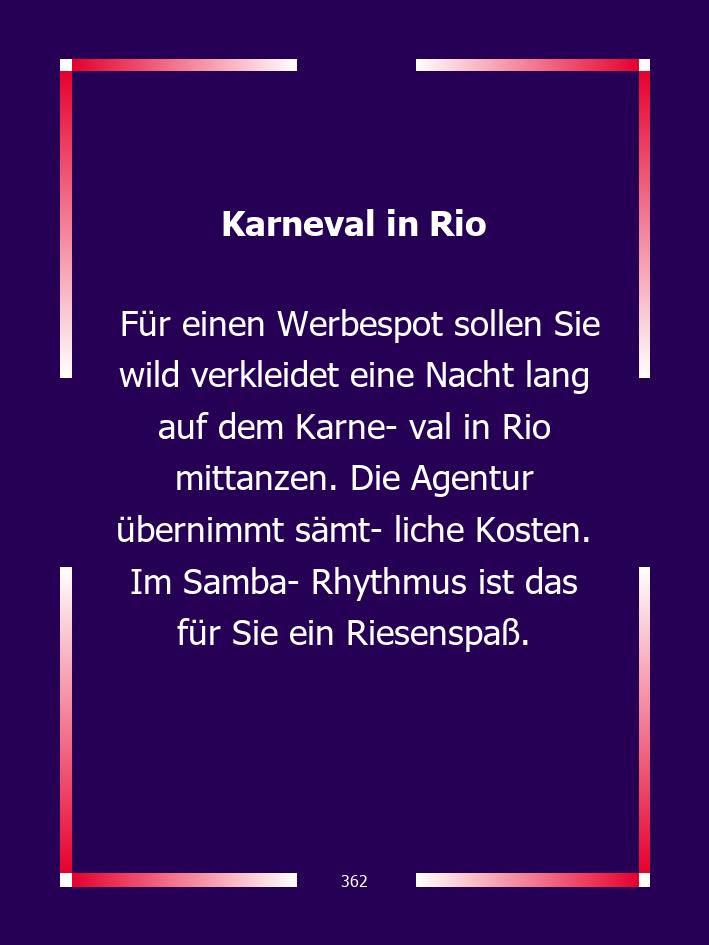 Karneval in Rio
Für einen Werbespot sollen Sie
wild verkleidet eine Nacht lang
auf dem Karne- val in Rio
mittanzen. Die Agentur
übernimmt sämt- liche Kosten.
Im Samba- Rhythmus ist das
für Sie ein Riesenspaß.
362